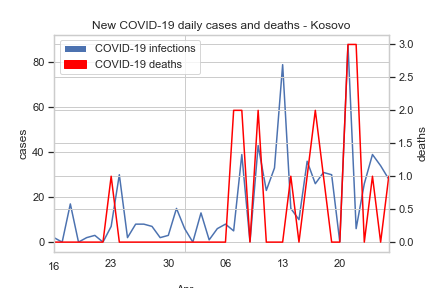 New COVID-19 daily cases and deaths - Kosovo
COVID-19 infections
COVID-19 deaths
cases
80
60
40
20
0
deaths
3.0
2.5
2.0
1.5
1.0
0.5
0.0
16 23 30 06 13 20